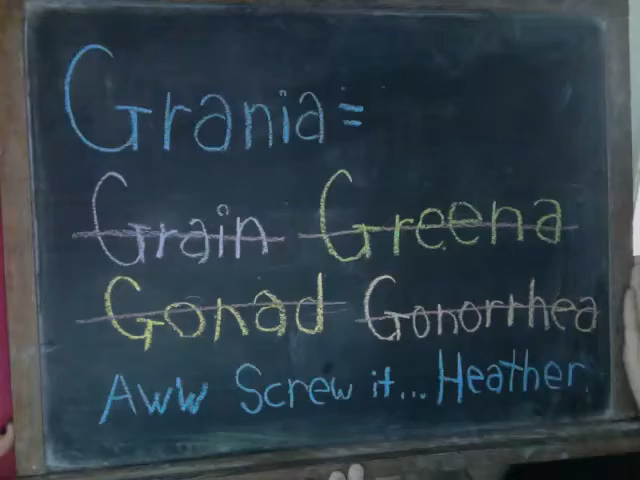 Grania =
Grain Greena
Gonad Gonorrhea
Aww Screw it... Heather.